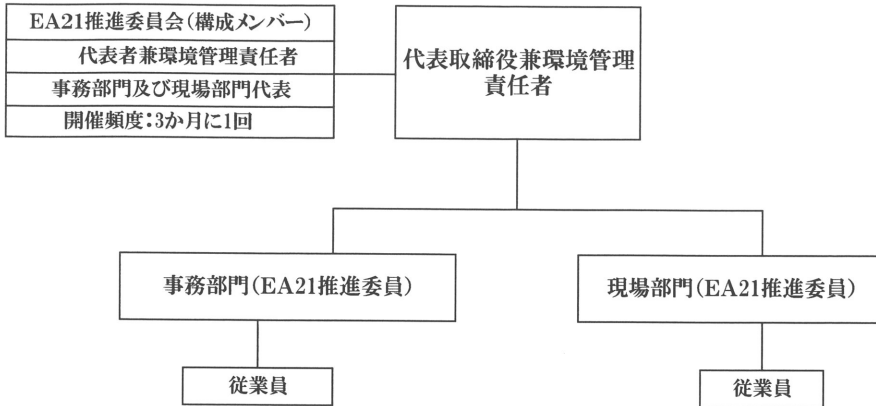 EA21推進委員会(構成メンバー)
代表者兼環境管理責任者
事務部門及び現場部門代表
開催頻度:3か月に1回
代表取締役兼環境管理
責任者
事務部門(EA21推進委員)
現場部門(EA21推進委員)
従業員
従業員